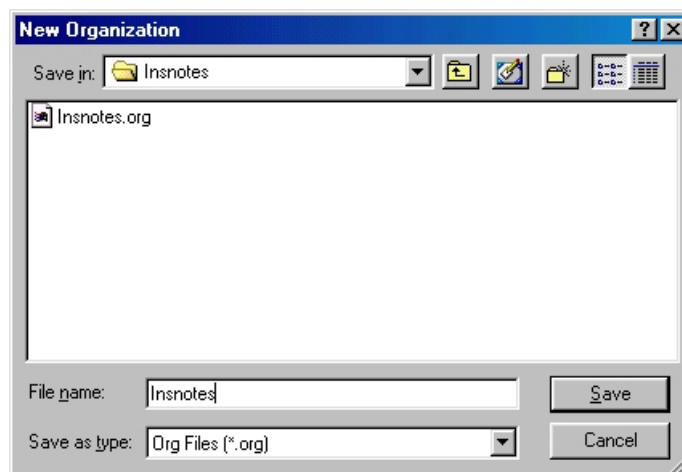 New Organization
Save in: Insnotes
Insnotes.org
File name: Insnotes Save
Save as type: Org Files (*.org) Cancel